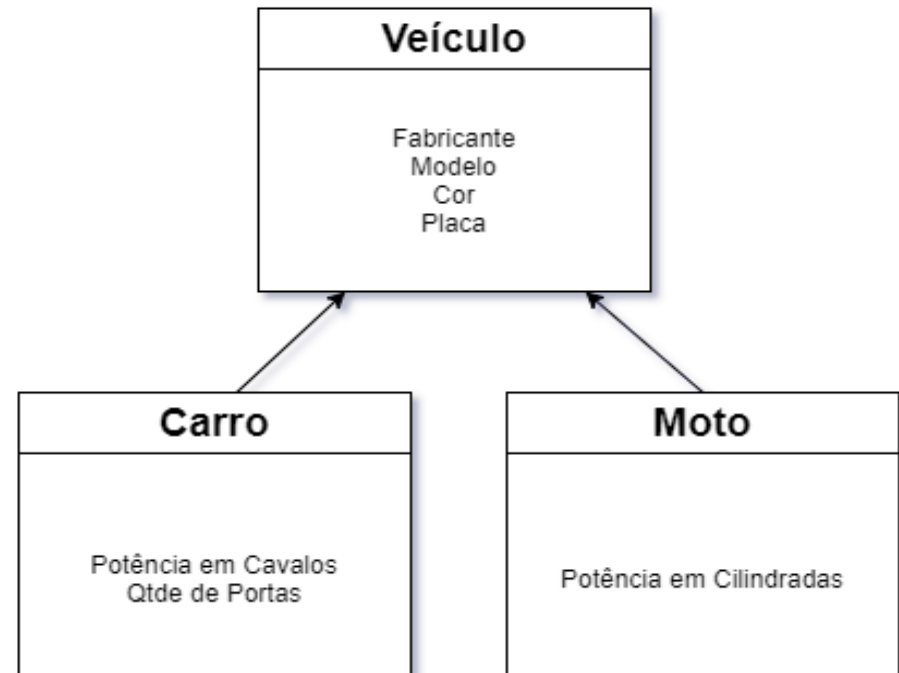 Veículo
Fabricante
Modelo
Cor
Placa
Carro
Potência em Cavalos
Qtde de Portas
Moto
Potência em Cilindradas